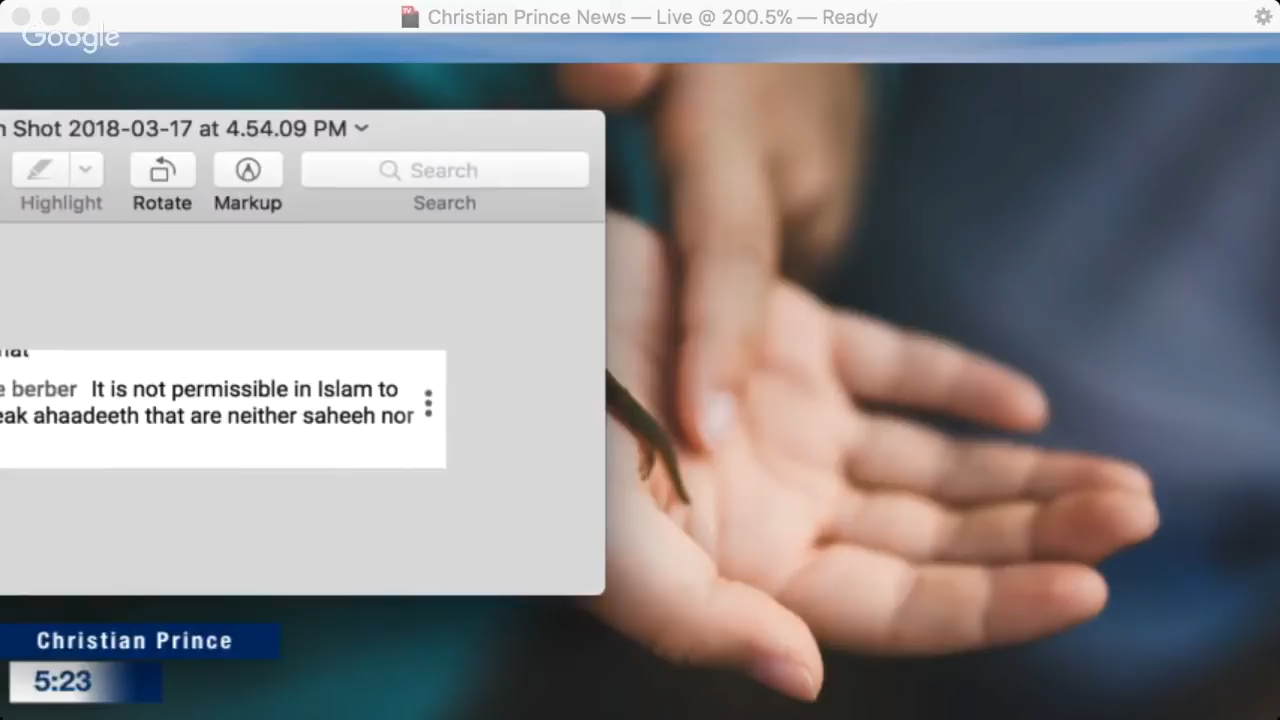 Christian Prince News — Live @ 200.5% — Ready
Google
Shot 2018-03-17 at 4.54.09 PM
Search
Highlight Rotate Markup Search
berber It is not permissible in Islam to
ahaadeeth that are neither saheeh nor
Christian Prince
5:23